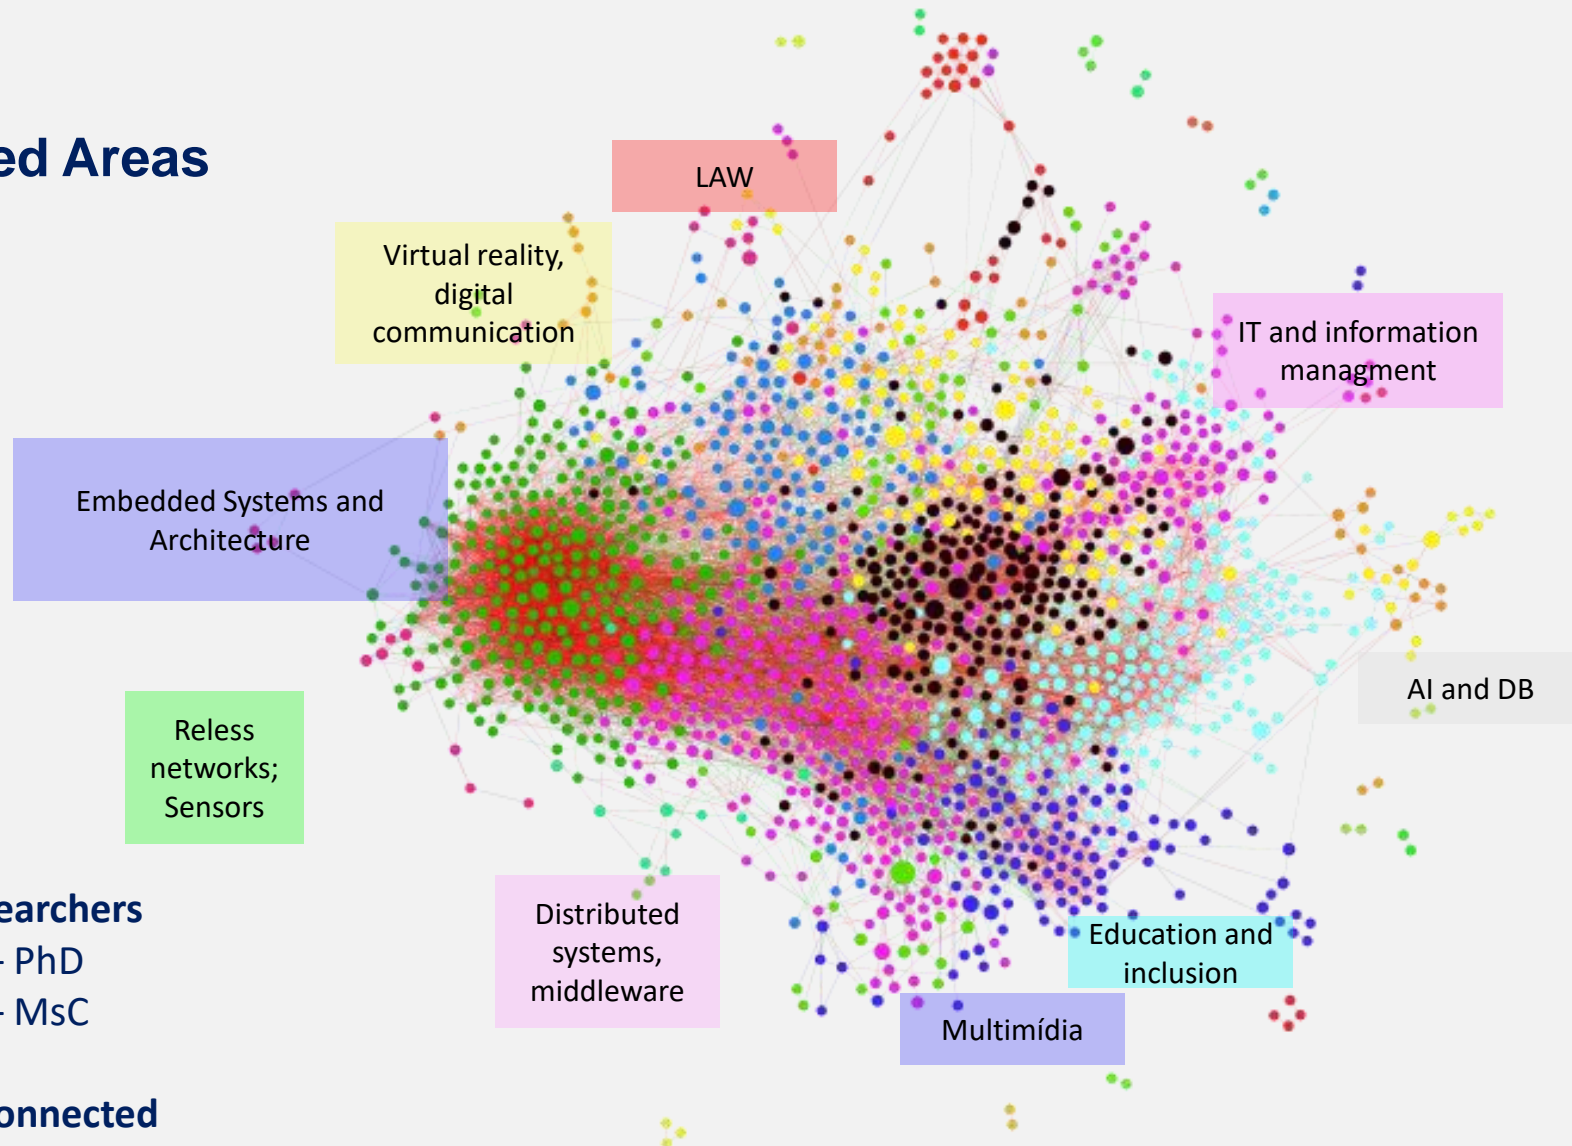 ed Areas
LAW
Virtual reality,
digital
communication
IT and information
managment
Embedded Systems and
Architecture
AI and DB
Reless
networks;
Sensors
earchers
- PhD
- MsC
Distributed
systems,
middleware
Education and
inclusion
Multimídia
onnected